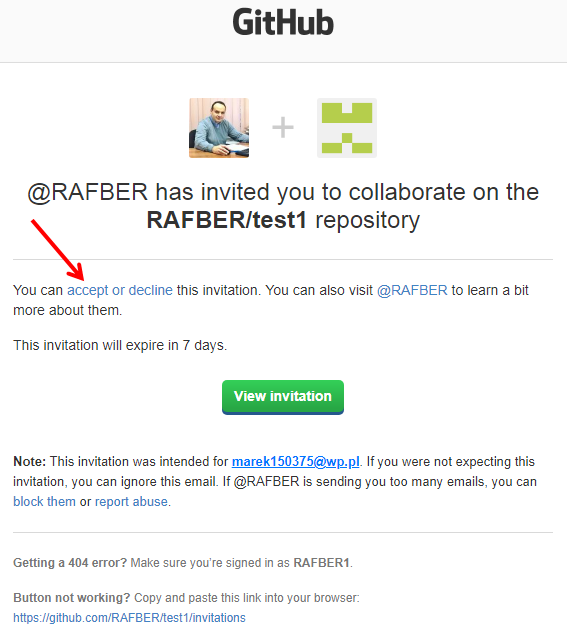 GitHub
@RAFBER has invited you to collaborate on the
RAFBER/test1 repository
You can accept or decline this invitation. You can also visit @RAFBER to learn a bit
more about them.
This invitation will expire in 7 days.
View invitation
Note: This invitation was intended for marek150375@wp.pl. If you were not expecting this
invitation, you can ignore this email. If @RAFBER is sending you too many emails, you can
block them or report abuse.
Getting a 404 error? Make sure you’re signed in as RAFBER1.
Button not working? Copy and paste this link into your browser:
https://github.com/RAFBER/test1/invitations